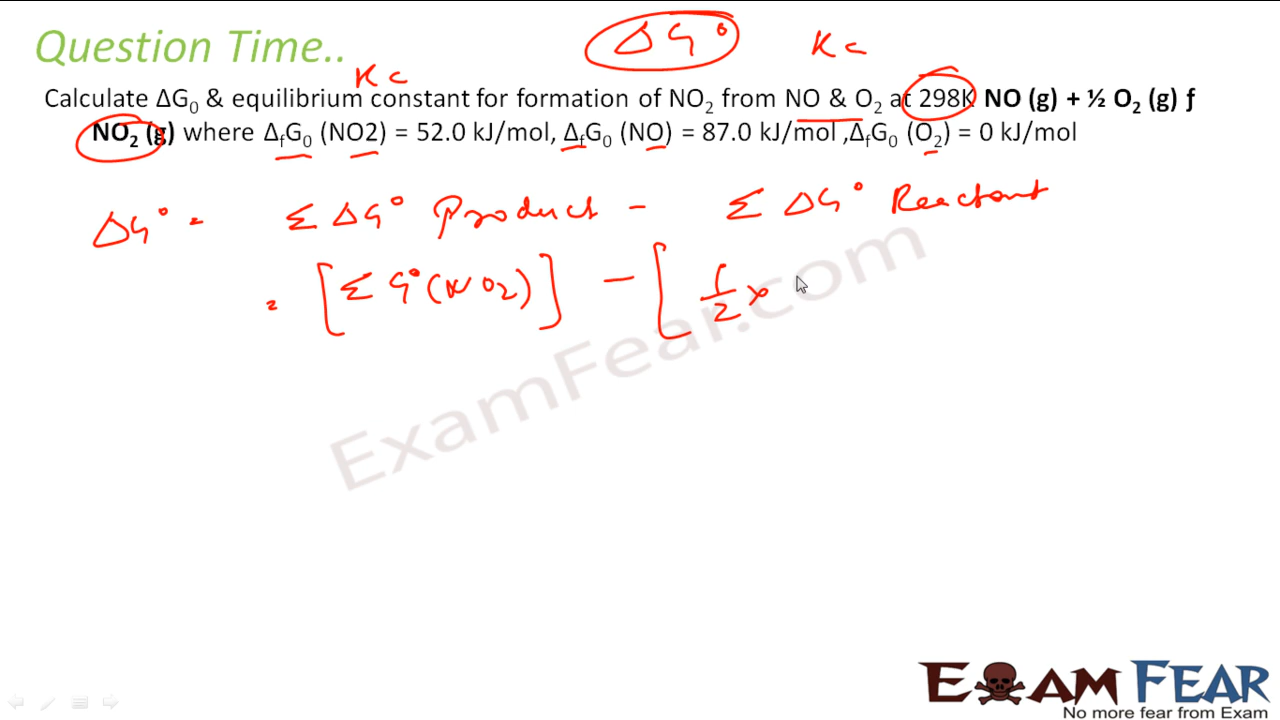 Question Time..
ΔG°
Kc
Kc
Calculate ΔG₀ & equilibrium constant for formation of NO₂ from NO & O₂ at 298K NO (g) + ½ O₂ (g) ƒ
NO₂ (g) where Δ𝒇G₀ (NO2) = 52.0 kJ/mol, Δ𝒇G₀ (NO) = 87.0 kJ/mol ,Δ𝒇G₀ (O₂) = 0 kJ/mol
ΔG° = Σ ΔG° Product - Σ ΔG° Reactant
= [Σ G°(NO2)] - [1/2 x
ExamFear.com
EXAM FEAR
No more fear from Exam